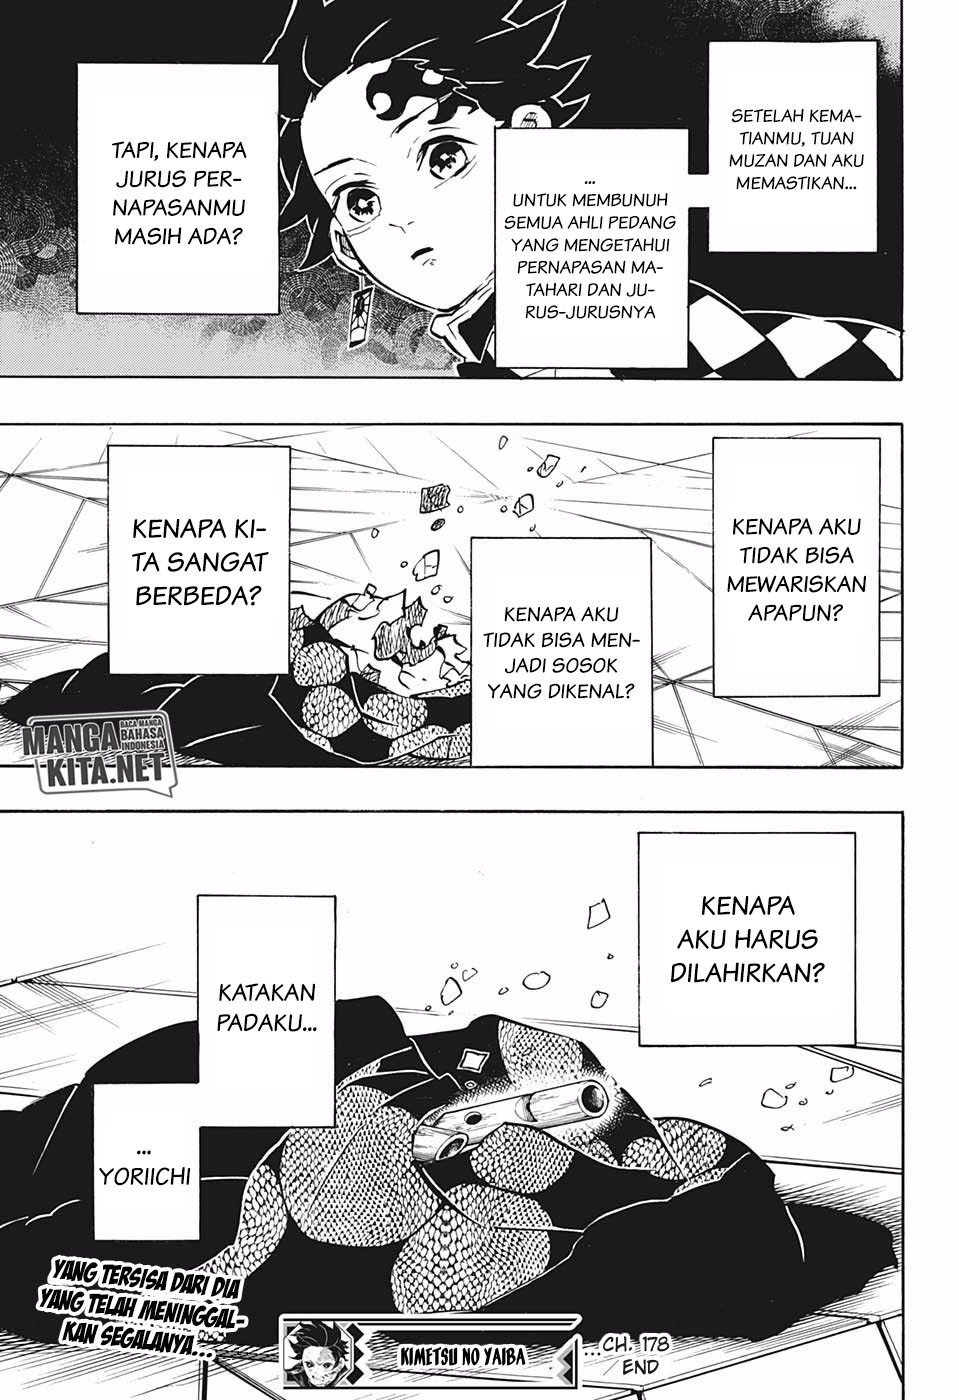 SETELAH KEMA-
TIANMU, TUAN
MUZAN DAN AKU
MEMASTIKAN...
...
UNTUK MEMBUNUH
SEMUA AHLI PEDANG
YANG MENGETAHUI
PERNAPASAN MA-
TAHARI DAN JU-
RUS-JURUSNYA
TAPI, KENAPA
JURUS PER-
NAPASANMU
MASIH ADA?
KENAPA AKU
TIDAK BISA
MEWARISKAN
APAPUN?
KENAPA AKU
TIDAK BISA MEN-
JADI SOSOK
YANG DIKENAL?
KENAPA KI-
TA SANGAT
BERBEDA?
MANGA
KITA.NET
BACA MANGA
BAHASA
INDONESIA
KENAPA
AKU HARUS
DILAHIRKAN?
KATAKAN
PADAKU...
...
YORIICHI
YANG TERSISA DARI DIA
YANG TELAH MENINGGAL-
KAN SEGALANYA...
KIMETSU NO YAIBA
...CH. 178
END